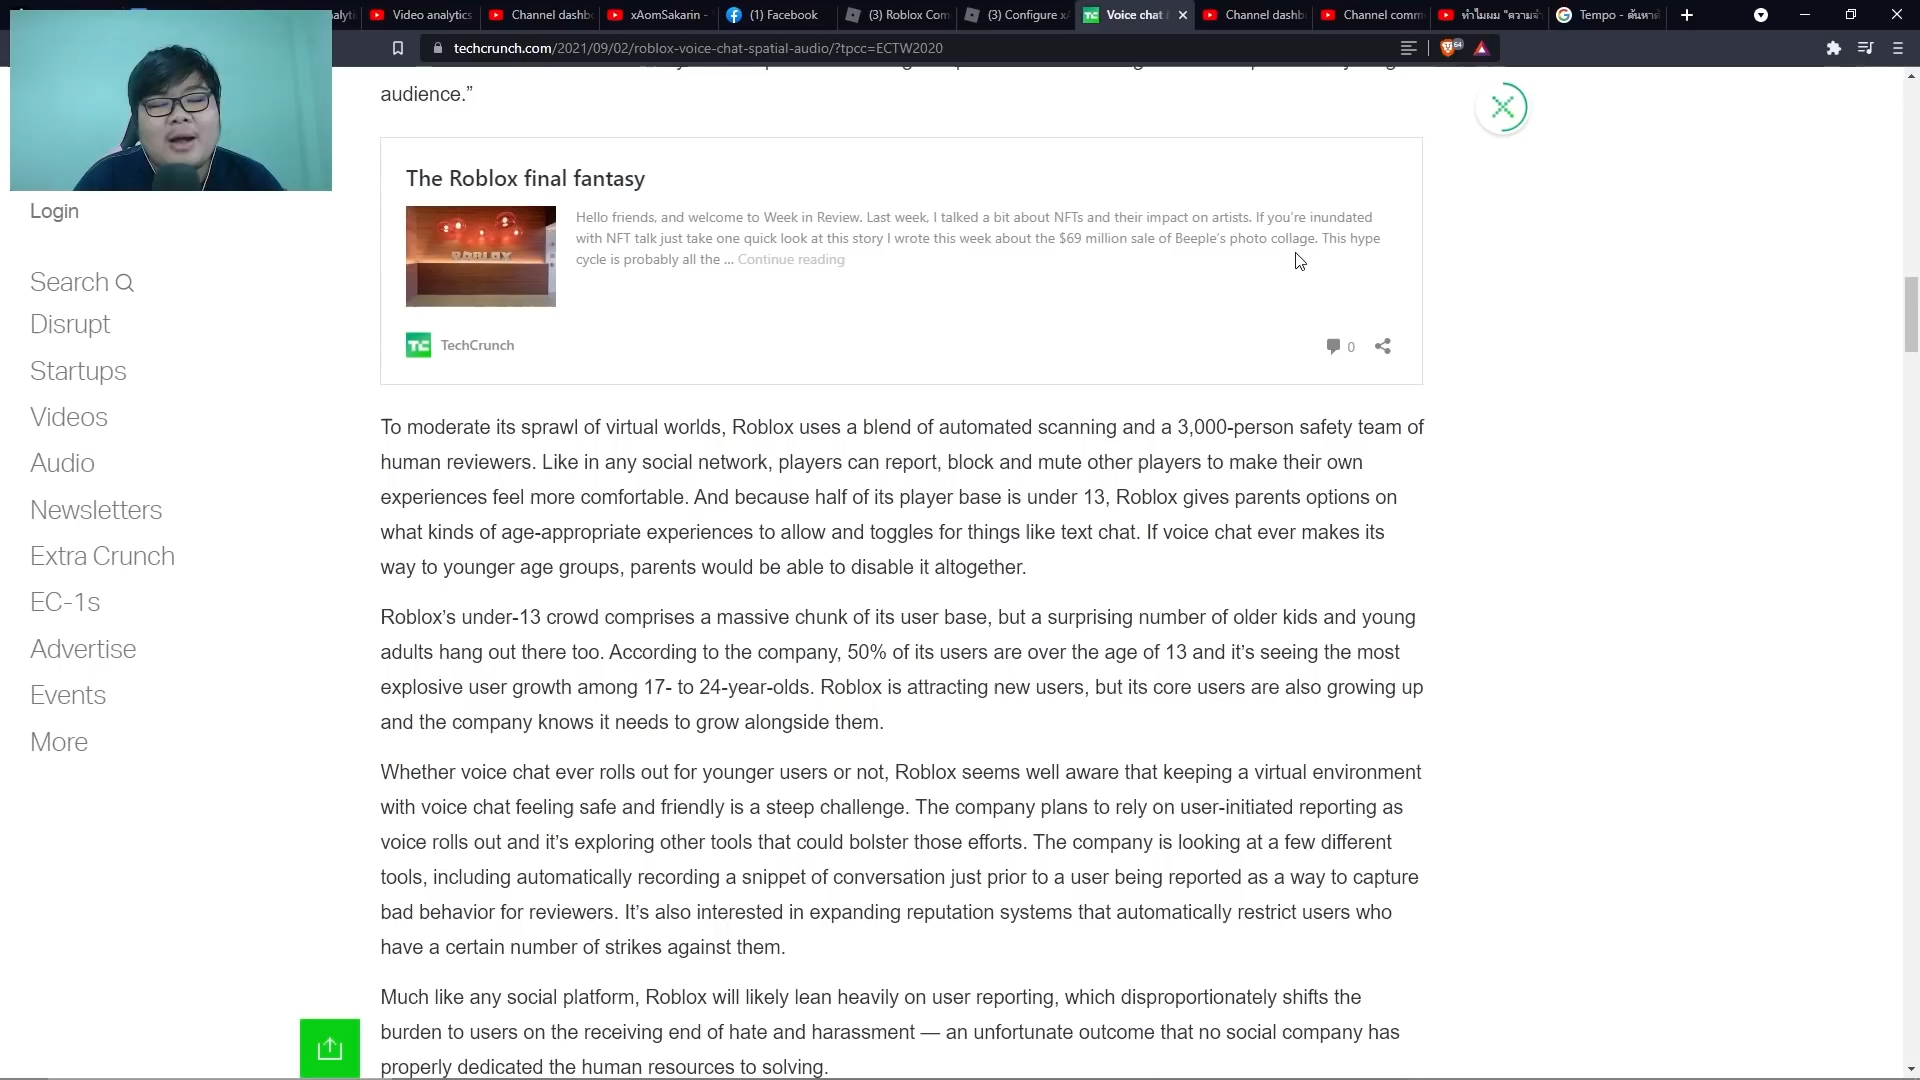 Video analytics
Channel dashb
xAomSakarin -
(1) Facebook
(3) Roblox Com
(3) Configure x
Voice chat
Channel dashb
Channel comm
Tempo -
techcrunch.com/2021/09/02/roblox-voice-chat-spatial-audio/?tpcc=ECTW2020
64
audience.”
The Roblox final fantasy
Hello friends, and welcome to Week in Review. Last week, I talked a bit about NFTs and their impact on artists. If you’re inundated
with NFT talk just take one quick look at this story I wrote this week about the $69 million sale of Beeple’s photo collage. This hype
cycle is probably all the ... Continue reading
ROBLOX
TechCrunch
0
Login
Search
Disrupt
Startups
Videos
Audio
Newsletters
Extra Crunch
EC-1s
Advertise
Events
More
To moderate its sprawl of virtual worlds, Roblox uses a blend of automated scanning and a 3,000-person safety team of
human reviewers. Like in any social network, players can report, block and mute other players to make their own
experiences feel more comfortable. And because half of its player base is under 13, Roblox gives parents options on
what kinds of age-appropriate experiences to allow and toggles for things like text chat. If voice chat ever makes its
way to younger age groups, parents would be able to disable it altogether.
Roblox’s under-13 crowd comprises a massive chunk of its user base, but a surprising number of older kids and young
adults hang out there too. According to the company, 50% of its users are over the age of 13 and it’s seeing the most
explosive user growth among 17- to 24-year-olds. Roblox is attracting new users, but its core users are also growing up
and the company knows it needs to grow alongside them.
Whether voice chat ever rolls out for younger users or not, Roblox seems well aware that keeping a virtual environment
with voice chat feeling safe and friendly is a steep challenge. The company plans to rely on user-initiated reporting as
voice rolls out and it’s exploring other tools that could bolster those efforts. The company is looking at a few different
tools, including automatically recording a snippet of conversation just prior to a user being reported as a way to capture
bad behavior for reviewers. It’s also interested in expanding reputation systems that automatically restrict users who
have a certain number of strikes against them.
Much like any social platform, Roblox will likely lean heavily on user reporting, which disproportionately shifts the
burden to users on the receiving end of hate and harassment — an unfortunate outcome that no social company has
properly dedicated the human resources to solving.